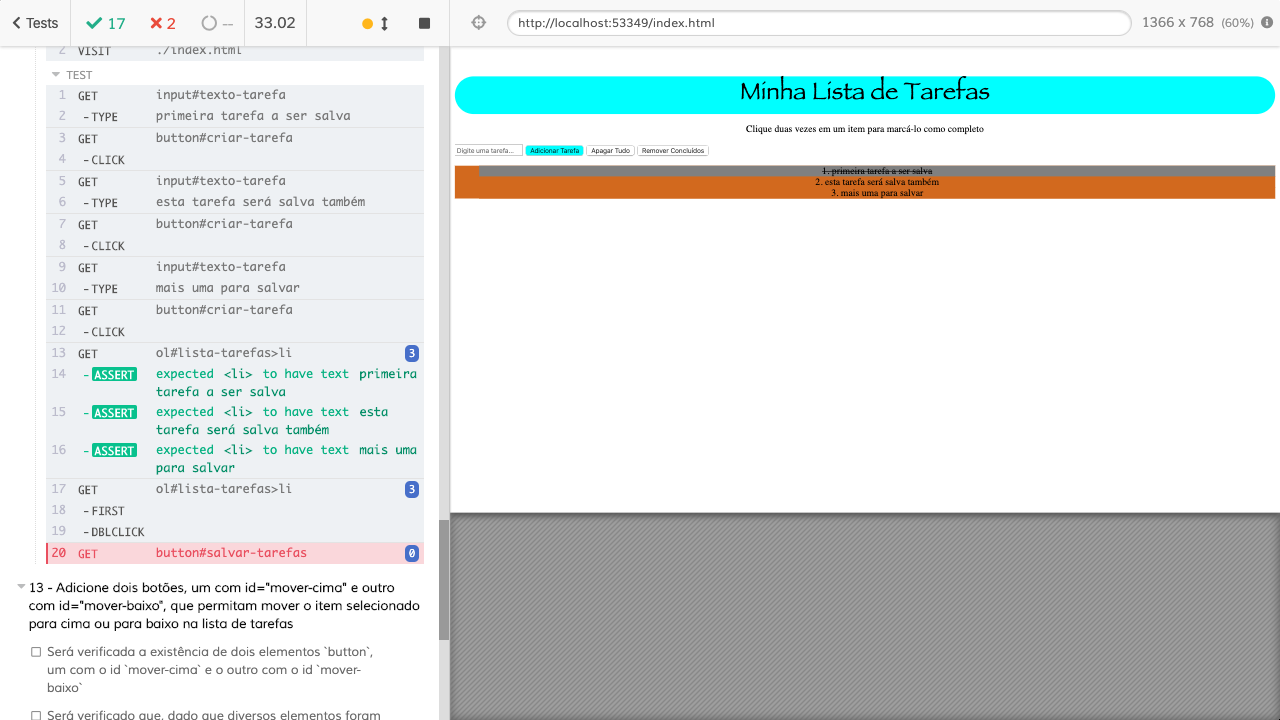 Tests 17 2 -- 33.02 http://localhost:53349/index.html 1366 x 768 (60%)
2 VISIT ./index.html
TEST
1 GET input#texto-tarefa
2 -TYPE primeira tarefa a ser salva
3 GET button#criar-tarefa
4 -CLICK
5 GET input#texto-tarefa
6 -TYPE esta tarefa será salva também
7 GET button#criar-tarefa
8 -CLICK
9 GET input#texto-tarefa
10 -TYPE mais uma para salvar
11 GET button#criar-tarefa
12 -CLICK
13 GET ol#lista-tarefas>li 3
14 -ASSERT expected <li> to have text primeira
tarefa a ser salva
15 -ASSERT expected <li> to have text esta
tarefa será salva também
16 -ASSERT expected <li> to have text mais uma
para salvar
17 GET ol#lista-tarefas>li 3
18 -FIRST
19 -DBLCLICK
20 GET button#salvar-tarefas 0
13 - Adicione dois botões, um com id="mover-cima" e outro
com id="mover-baixo", que permitam mover o item selecionado
para cima ou para baixo na lista de tarefas
Será verificada a existência de dois elementos `button`,
um com o id `mover-cima` e o outro com o id `mover-
baixo`
Será verificado que, dado que diversos elementos foram
Minha Lista de Tarefas
Clique duas vezes em um item para marcá-lo como completo
Digite uma tarefa... Adicionar Tarefa Apagar Tudo Remover Concluídos
1. primeira tarefa a ser salva
2. esta tarefa será salva também
3. mais uma para salvar